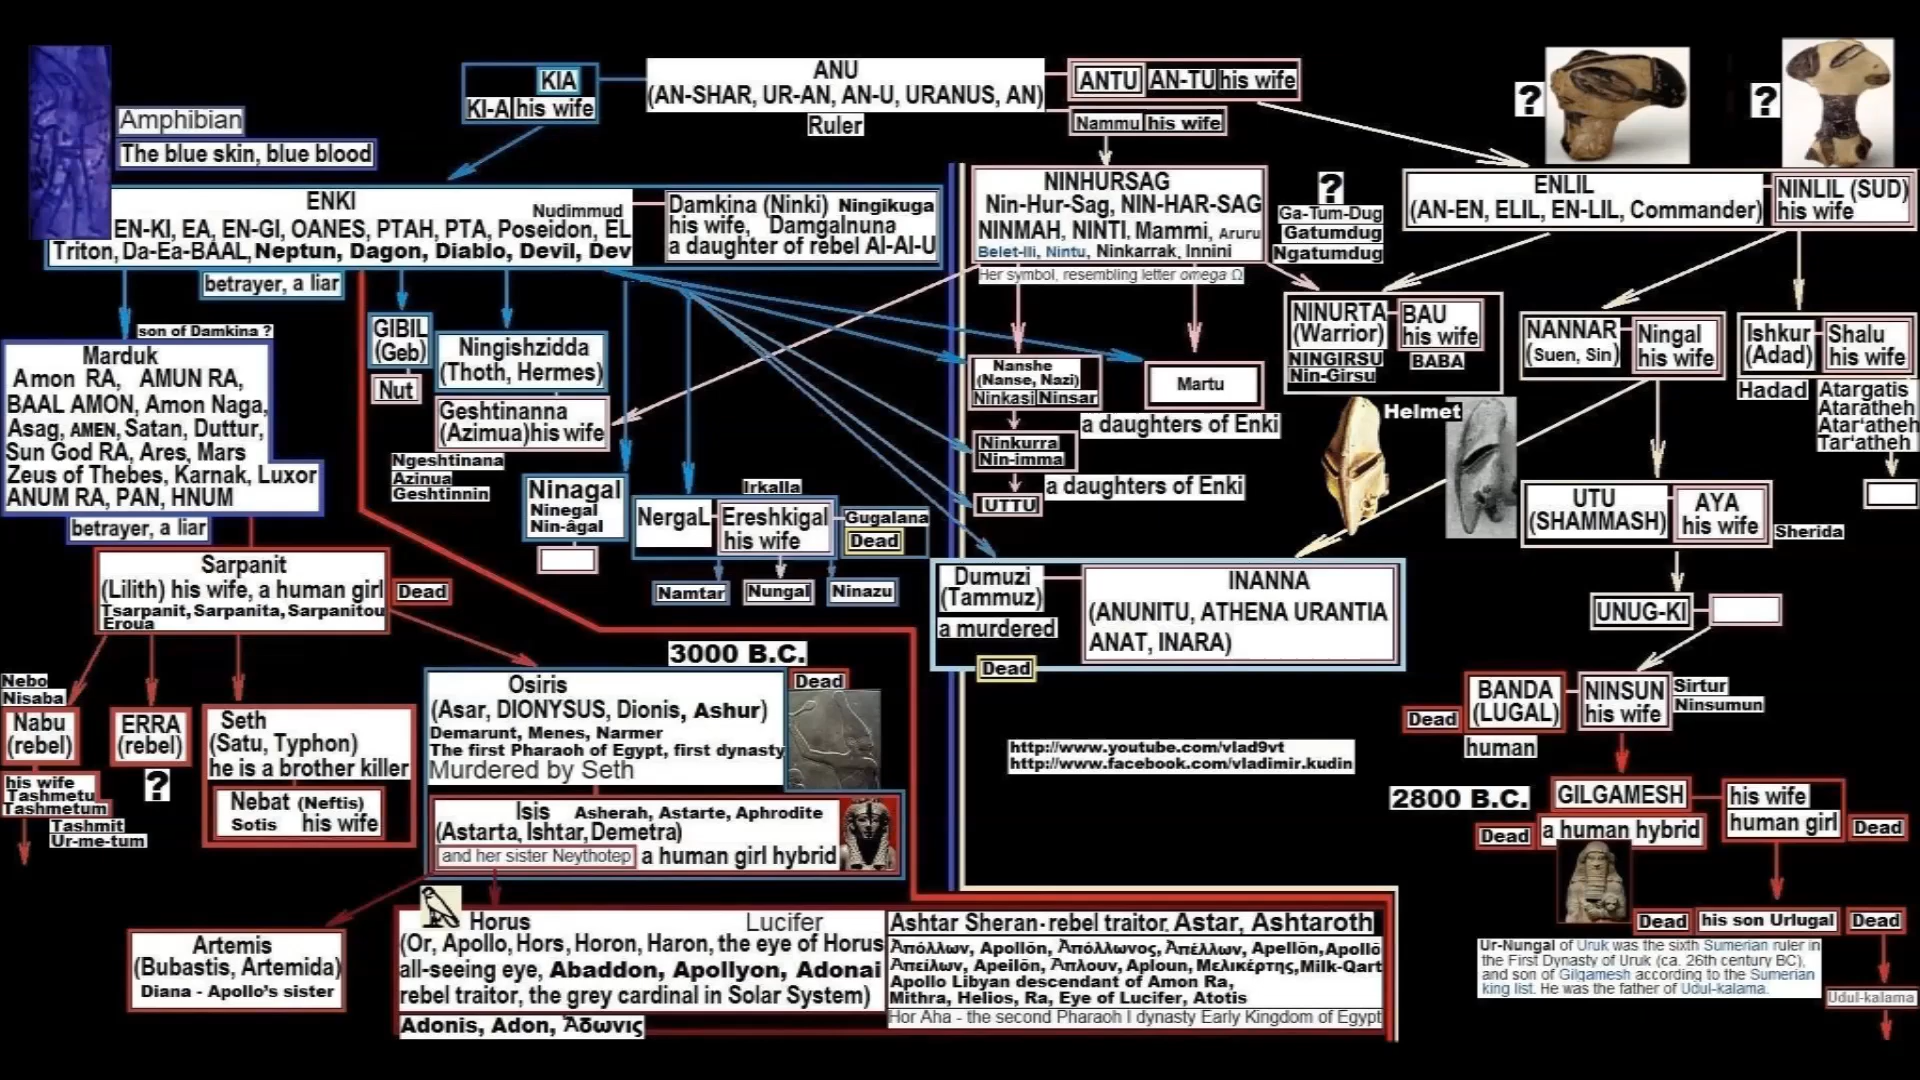 KIA
KI-A his wife
ANU
(AN-SHAR, UR-AN, AN-U, URANUS, AN)
Ruler
ANTU AN-TU his wife
Nammu his wife
?
?
Amphibian
The blue skin, blue blood
ENKI
Nudimmud
EN-KI, EA, EN-GI, OANES, PTAH, PTA, Poseidon, EL
Triton, Da-Ea-BAAL, Neptun, Dagon, Diablo, Devil, Dev
betrayer, a liar
Damkina (Ninki) Ningikuga
his wife, Damgalnuna
a daughter of rebel Al-Al-U
NINHURSAG
Nin-Hur-Sag, NIN-HAR-SAG
NINMAH, NINTI, Mammi, Aruru
Belet-Ili, Nintu, Ninkarrak, Innini
Her symbol, resembling letter omega Ω
?
Ga-Tum-Dug
Gatumdug
Ngatumdug
ENLIL
(AN-EN, ELIL, EN-LIL, Commander)
NINLIL (SUD)
his wife
son of Damkina ?
Marduk
Amon RA, AMUN RA,
BAAL AMON, Amon Naga,
Asag, AMEN, Satan, Duttur,
Sun God RA, Ares, Mars
Zeus of Thebes, Karnak, Luxor
ANUM RA, PAN, HNUM
betrayer, a liar
GIBIL
(Geb)
Nut
Ningishzidda
(Thoth, Hermes)
Geshtinanna
(Azimua)his wife
Ngeshtinana
Azinua
Geshtinnin
Ninagal
Ninegal
Nin-âgal
NergaL
Irkalla
Ereshkigal
his wife
Gugalana
Dead
Namtar
Nungal
Ninazu
Nanshe
(Nanse, Nazi)
Ninkasi Ninsar
Martu
a daughters of Enki
Ninkurra
Nin-imma
a daughters of Enki
UTTU
NINURTA
(Warrior)
NINGIRSU
Nin-Girsu
BAU
his wife
BABA
Helmet
NANNAR
(Suen, Sin)
Ningal
his wife
Ishkur
(Adad)
Hadad
Shalu
his wife
Atargatis
Ataratheh
Atar'atheh
Tar'atheh
UTU
(SHAMMASH)
AYA
his wife
Sherida
UNUG-KI
Dumuzi
(Tammuz)
a murdered
Dead
INANNA
(ANUNITU, ATHENA URANTIA
ANAT, INARA)
Sarpanit
(Lilith) his wife, a human girl
Tsarpanit, Sarpanita, Sarpanitou
Eroua
Dead
Nebo
Nisaba
Nabu
(rebel)
his wife
Tashmetu
Tashmetum
Tashmit
Ur-me-tum
ERRA
(rebel)
?
Seth
(Satu, Typhon)
he is a brother killer
Nebat (Neftis)
Sotis his wife
3000 B.C.
Dead
Osiris
(Asar, DIONYSUS, Dionis, Ashur)
Demarunt, Menes, Narmer
The first Pharaoh of Egypt, first dynasty
Murdered by Seth
Isis Asherah, Astarte, Aphrodite
(Astarta, Ishtar, Demetra)
and her sister Neythotep a human girl hybrid
http://www.youtube.com/vlad9vt
http://www.facebook.com/vladimir.kudin
BANDA
(LUGAL)
Dead
human
NINSUN
his wife
Sirtur
Ninsumun
2800 B.C.
GILGAMESH
a human hybrid
Dead
his wife
human girl
Dead
Dead
his son Urlugal
Dead
Ur-Nungal of Uruk was the sixth Sumerian ruler in
the First Dynasty of Uruk (ca. 26th century BC),
and son of Gilgamesh according to the Sumerian
king list. He was the father of Udul-kalama.
Udul-kalama
Artemis
(Bubastis, Artemida)
Diana - Apollo's sister
Horus Lucifer
(Or, Apollo, Hors, Horon, Haron, the eye of Horus
all-seeing eye, Abaddon, Apollyon, Adonai
rebel traitor, the grey cardinal in Solar System)
Adonis, Adon, Ἄδωνις
Ashtar Sheran-rebel traitor. Astar, Ashtaroth
Ἀπόλλων, Apollōn, Ἀπόλλωνος, Ἀπέλλων, Apellōn, Apollō
Ἀπείλων, Apeilōn, Ἄπλουν, Aploun, Μελικέρτης, Milk-Qart
Apollo Libyan descendant of Amon Ra,
Mithra, Helios, Ra, Eye of Lucifer, Atotis
Hor Aha - the second Pharaoh I dynasty Early Kingdom of Egypt